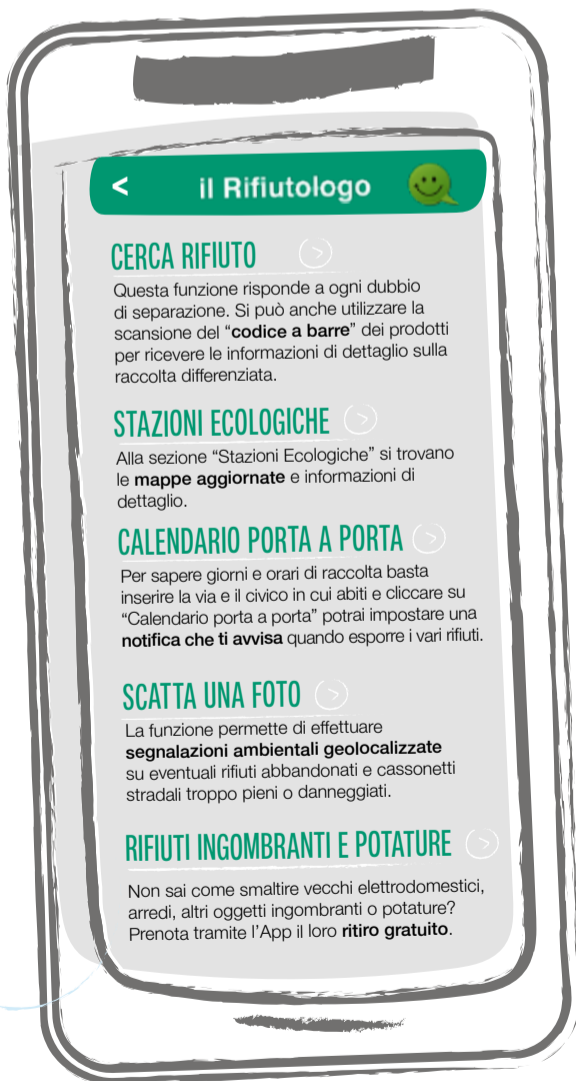 < il Rifiutologo
CERCA RIFIUTO >
Questa funzione risponde a ogni dubbio
di separazione. Si può anche utilizzare la
scansione del “codice a barre” dei prodotti
per ricevere le informazioni di dettaglio sulla
raccolta differenziata.
STAZIONI ECOLOGICHE >
Alla sezione “Stazioni Ecologiche” si trovano
le mappe aggiornate e informazioni di
dettaglio.
CALENDARIO PORTA A PORTA >
Per sapere giorni e orari di raccolta basta
inserire la via e il civico in cui abiti e cliccare su
“Calendario porta a porta” potrai impostare una
notifica che ti avvisa quando esporre i vari rifiuti.
SCATTA UNA FOTO >
La funzione permette di effettuare
segnalazioni ambientali geolocalizzate
su eventuali rifiuti abbandonati e cassonetti
stradali troppo pieni o danneggiati.
RIFIUTI INGOMBRANTI E POTATURE >
Non sai come smaltire vecchi elettrodomestici,
arredi, altri oggetti ingombranti o potature?
Prenota tramite l’App il loro ritiro gratuito.